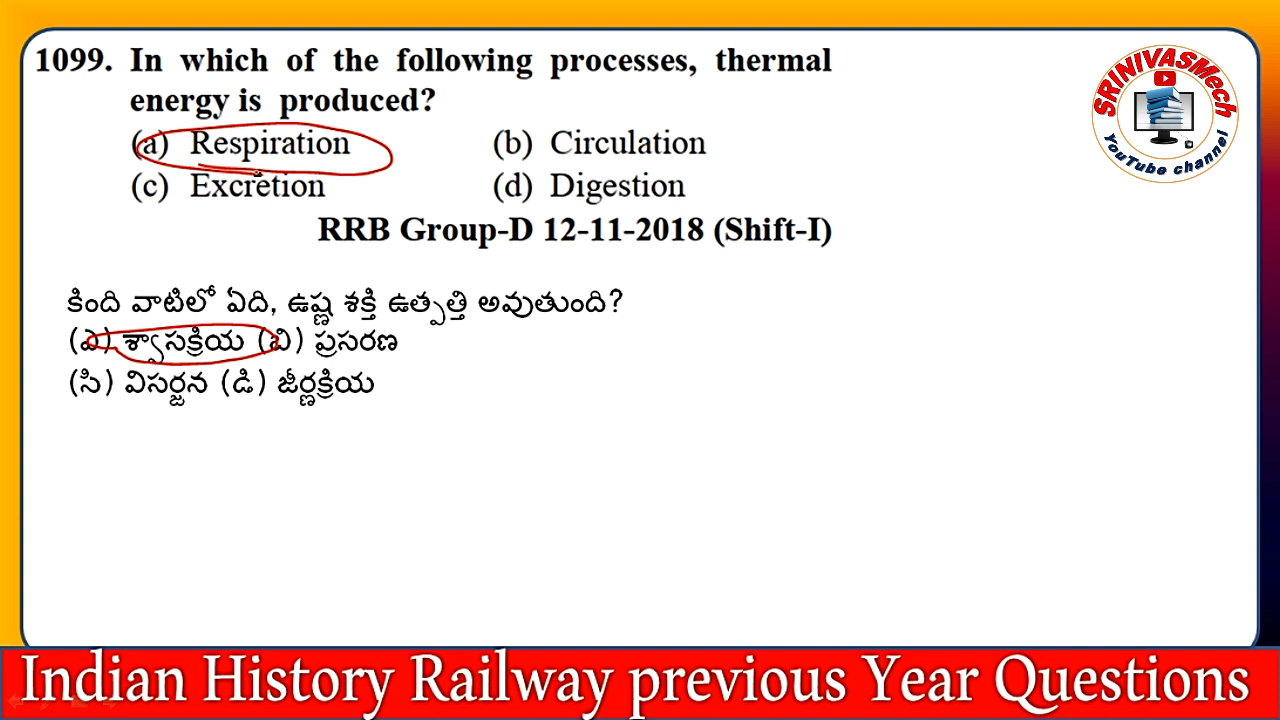 1099. In which of the following processes, thermal
energy is produced?
(a) Respiration (b) Circulation
(c) Excretion (d) Digestion
RRB Group-D 12-11-2018 (Shift-I)
కింది వాటిలో ఏది, ఉష్ణ శక్తి ఉత్పత్తి అవుతుంది?
(ఎ) శ్వాసక్రియ (బి) ప్రసరణ
(సి) విసర్జన (డి) జీర్ణక్రియ
SRINIVASMech
YouTube channel
Indian History Railway previous Year Questions